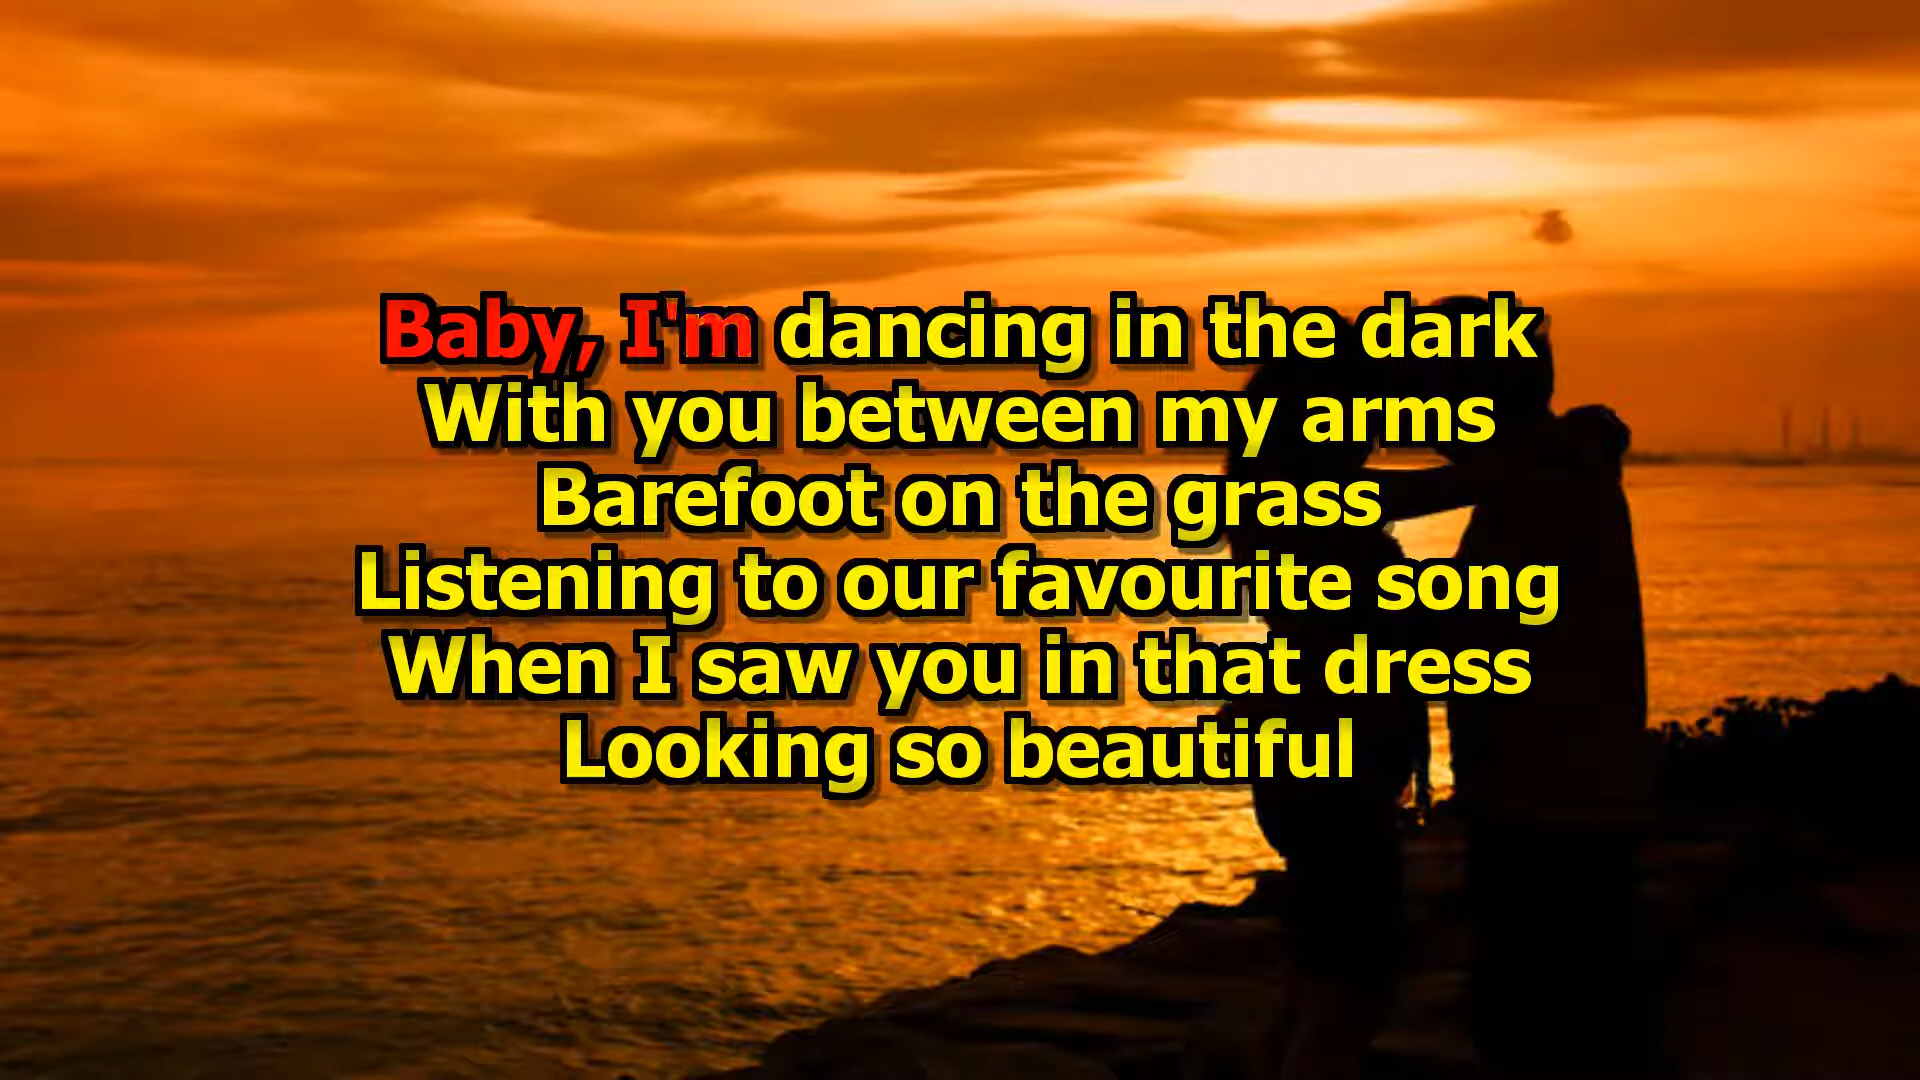 Baby, I'm dancing in the dark
With you between my arms
Barefoot on the grass
Listening to our favourite song
When I saw you in that dress
Looking so beautiful